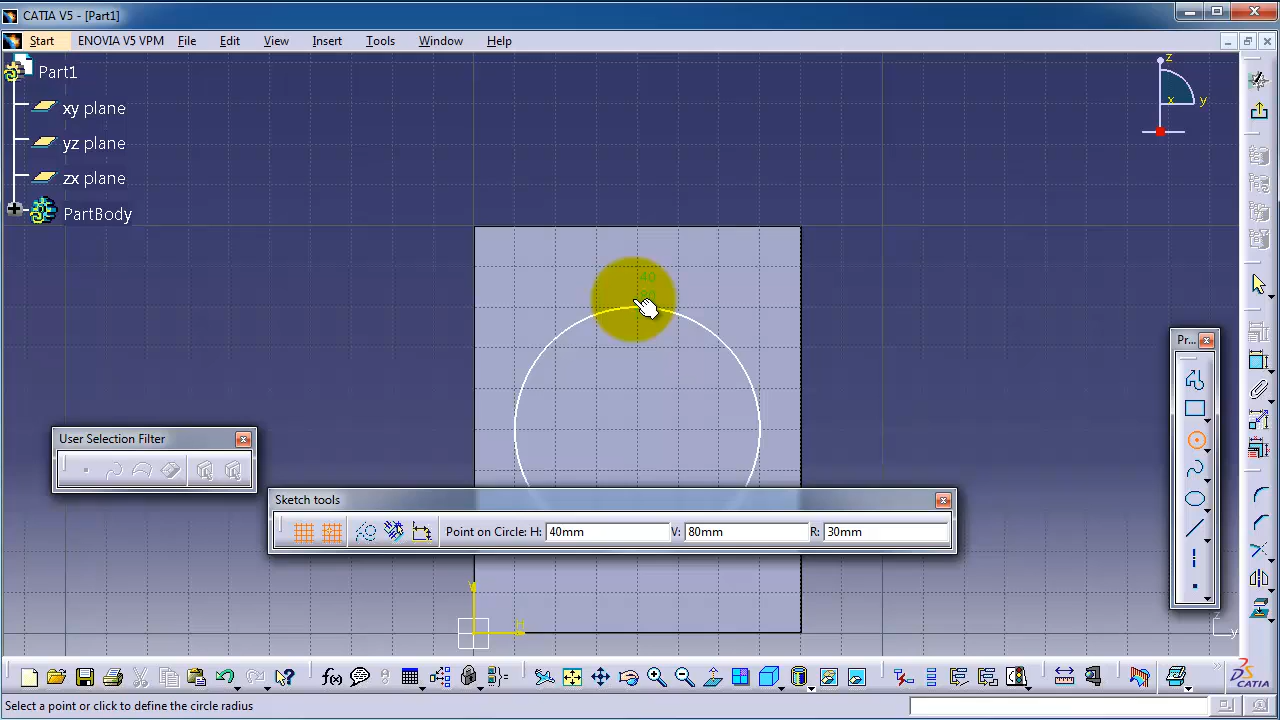 CATIA V5 - [Part1]
Start ENOVIA V5 VPM File Edit View Insert Tools Window Help
Part1
xy plane
yz plane
zx plane
PartBody
z
x y
40
Pr...
User Selection Filter
Sketch tools
Point on Circle: H: 40mm V: 80mm R: 30mm
V
H
z
y
f(x)
CATIA
Select a point or click to define the circle radius